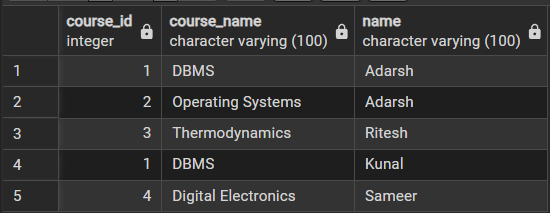 course_id course_name name
integer character varying (100) character varying (100)
1 1 DBMS Adarsh
2 2 Operating Systems Adarsh
3 3 Thermodynamics Ritesh
4 1 DBMS Kunal
5 4 Digital Electronics Sameer